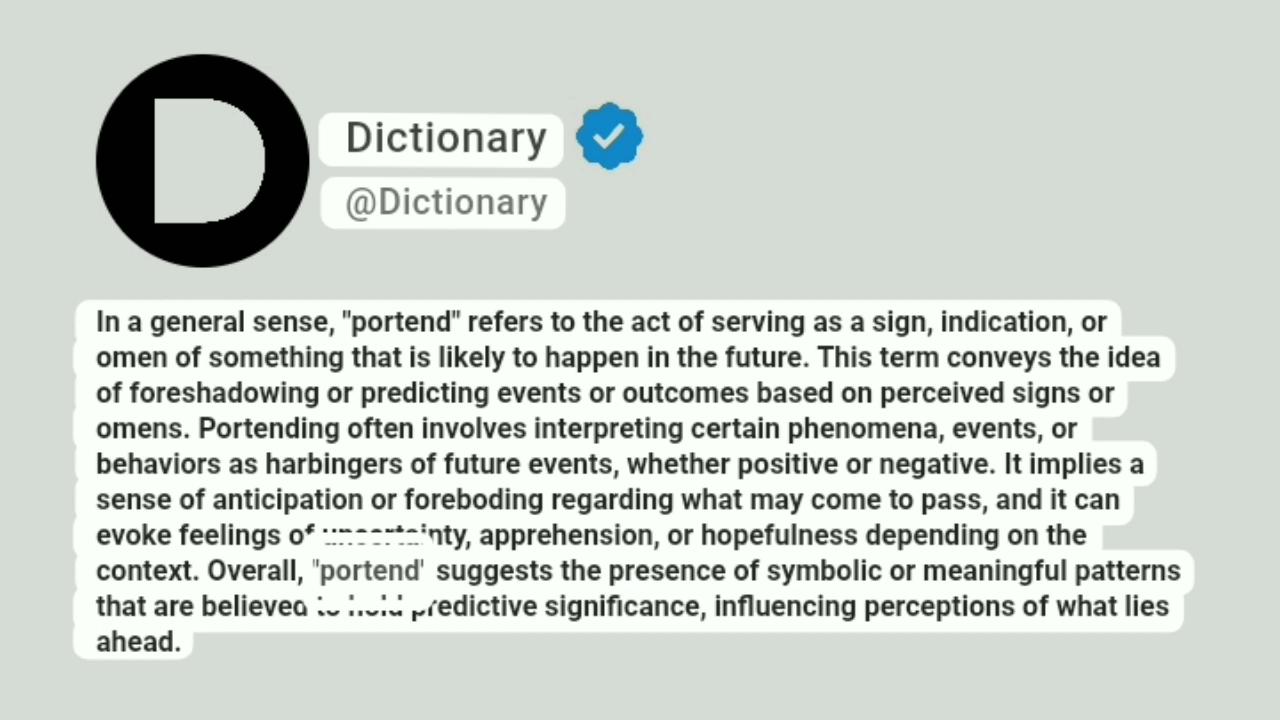 D
Dictionary
@Dictionary
In a general sense, "portend" refers to the act of serving as a sign, indication, or
omen of something that is likely to happen in the future. This term conveys the idea
of foreshadowing or predicting events or outcomes based on perceived signs or
omens. Portending often involves interpreting certain phenomena, events, or
behaviors as harbingers of future events, whether positive or negative. It implies a
sense of anticipation or foreboding regarding what may come to pass, and it can
evoke feelings of uncertainty, apprehension, or hopefulness depending on the
context. Overall, "portend" suggests the presence of symbolic or meaningful patterns
that are believed to hold predictive significance, influencing perceptions of what lies
ahead.